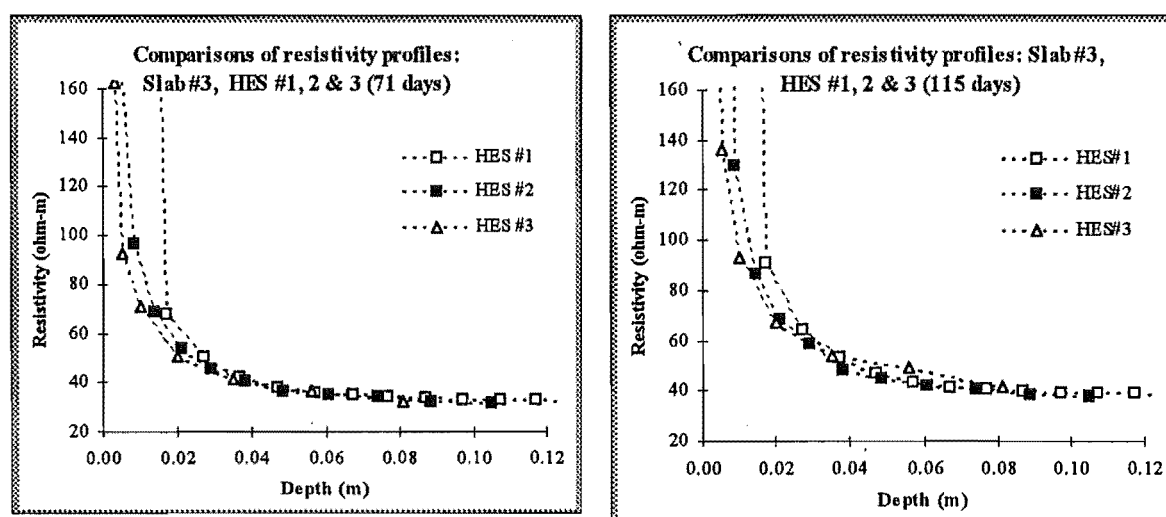 Comparisons of resistivity profiles:
Slab #3, HES #1, 2 & 3 (71 days)
160
140
120
100
80
60
40
20
Resistivity (ohm-m)
HES #1
HES #2
HES #3
0.00 0.02 0.04 0.06 0.08 0.10 0.12
Depth (m)
Comparisons of resistivity profiles: Slab #3,
HES #1, 2 & 3 (115 days)
160
140
120
100
80
60
40
20
Resistivity (ohm-m)
HES#1
HES#2
HES#3
0.00 0.02 0.04 0.06 0.08 0.10 0.12
Depth (m)